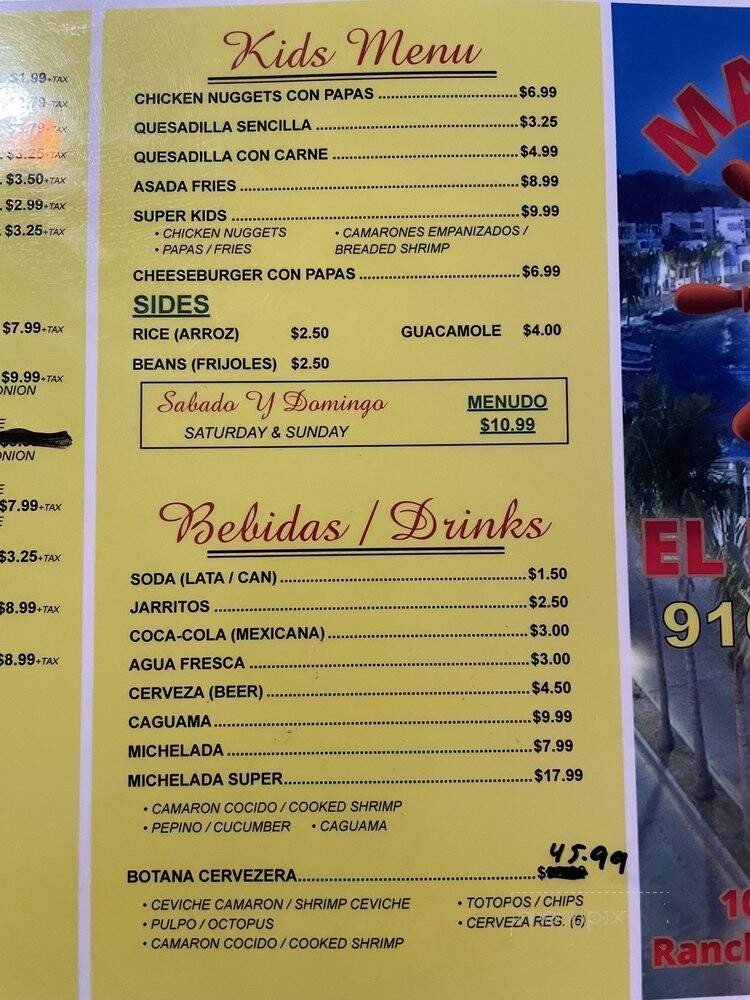 $1.99+TAX
$3.25+TAX
$3.50+TAX
$2.99+TAX
$3.25+TAX
$7.99+TAX
$9.99+TAX
ONION
ONION
$7.99+TAX
$3.25+TAX
$8.99+TAX
$8.99+TAX
Kids Menu
CHICKEN NUGGETS CON PAPAS $6.99
QUESADILLA SENCILLA $3.25
QUESADILLA CON CARNE $4.99
ASADA FRIES $8.99
SUPER KIDS $9.99
• CHICKEN NUGGETS • CAMARONES EMPANIZADOS /
• PAPAS / FRIES BREADED SHRIMP
CHEESEBURGER CON PAPAS $6.99
SIDES
RICE (ARROZ) $2.50 GUACAMOLE $4.00
BEANS (FRIJOLES) $2.50
Sabado Y Domingo MENUDO
SATURDAY & SUNDAY $10.99
Bebidas / Drinks
SODA (LATA / CAN) $1.50
JARRITOS $2.50
COCA-COLA (MEXICANA) $3.00
AGUA FRESCA $3.00
CERVEZA (BEER) $4.50
CAGUAMA $9.99
MICHELADA $7.99
MICHELADA SUPER $17.99
• CAMARON COCIDO / COOKED SHRIMP
• PEPINO / CUCUMBER • CAGUAMA
BOTANA CERVEZERA $45.99
• CEVICHE CAMARON / SHRIMP CEVICHE • TOTOPOS / CHIPS
• PULPO / OCTOPUS • CERVEZA REG. (6)
• CAMARON COCIDO / COOKED SHRIMP
MA
EL
910
10
Ranch